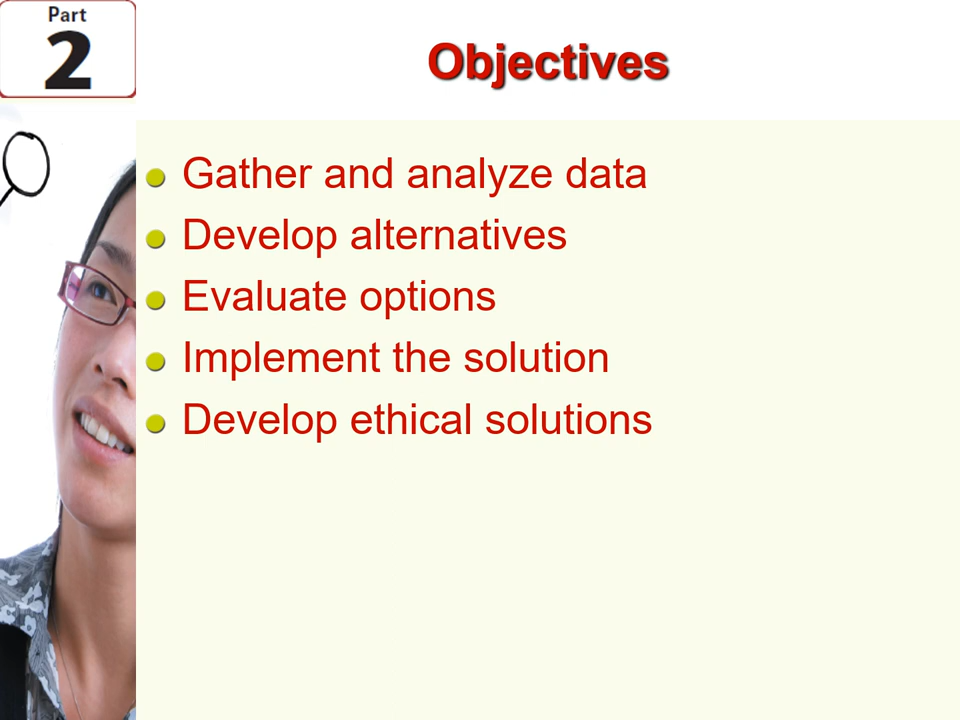 Part
2
Objectives
Gather and analyze data
Develop alternatives
Evaluate options
Implement the solution
Develop ethical solutions